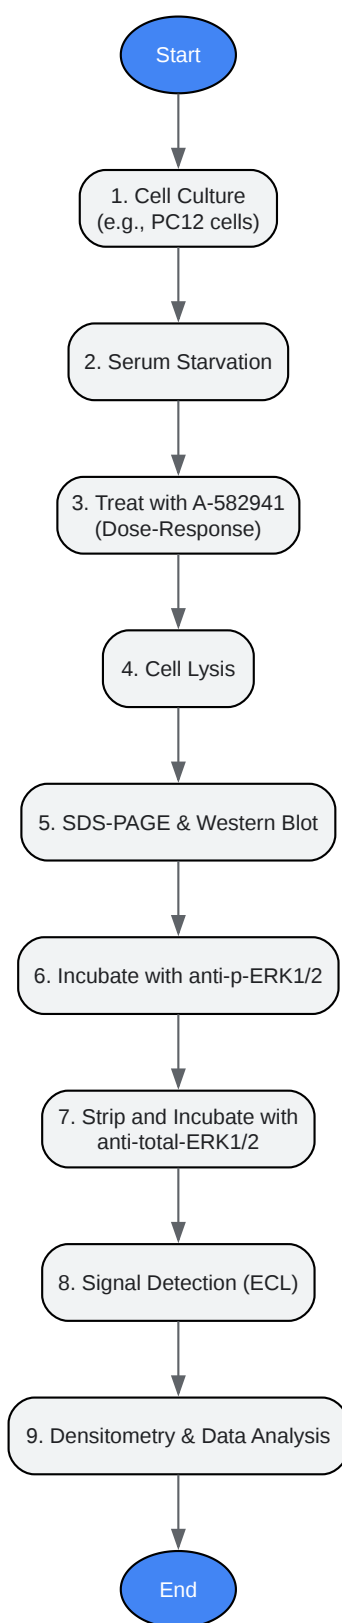 Start
1. Cell Culture
(e.g., PC12 cells)
2. Serum Starvation
3. Treat with A-582941
(Dose-Response)
4. Cell Lysis
5. SDS-PAGE & Western Blot
6. Incubate with anti-p-ERK1/2
7. Strip and Incubate with
anti-total-ERK1/2
8. Signal Detection (ECL)
9. Densitometry & Data Analysis
End